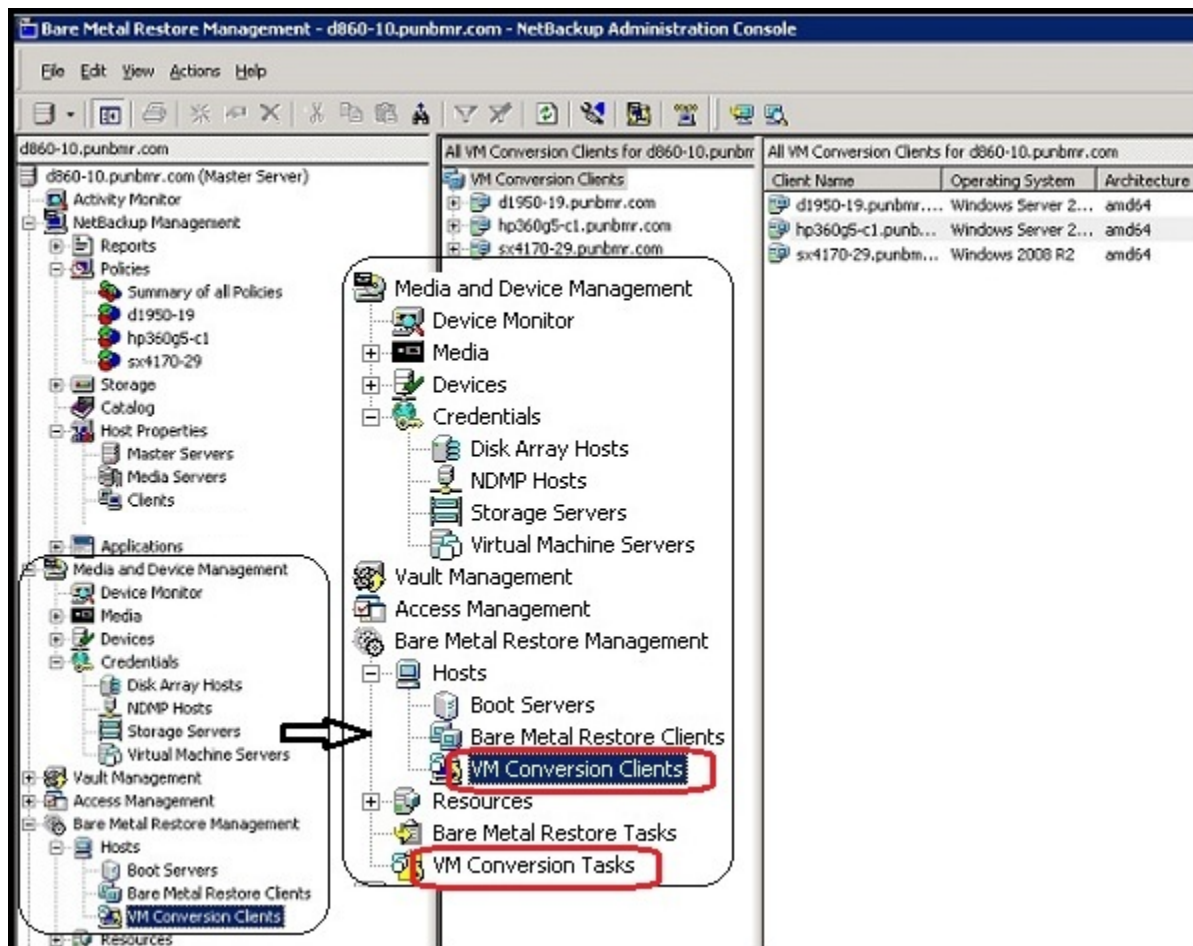 Bare Metal Restore Management - d860-10.punbmr.com - NetBackup Administration Console
File Edit View Actions Help
d860-10.punbmr.com
d860-10.punbmr.com (Master Server)
Activity Monitor
NetBackup Management
Reports
Policies
Summary of all Policies
d1950-19
hp360g5-c1
sx4170-29
Storage
Catalog
Host Properties
Master Servers
Media Servers
Clients
Applications
Media and Device Management
Device Monitor
Media
Devices
Credentials
Disk Array Hosts
NDMP Hosts
Storage Servers
Virtual Machine Servers
Vault Management
Access Management
Bare Metal Restore Management
Hosts
Boot Servers
Bare Metal Restore Clients
VM Conversion Clients
Resources
All VM Conversion Clients for d860-10.punbmr
VM Conversion Clients
d1950-19.punbmr.com
hp360g5-c1.punbmr.com
sx4170-29.punbmr.com
Media and Device Management
Device Monitor
Media
Devices
Credentials
Disk Array Hosts
NDMP Hosts
Storage Servers
Virtual Machine Servers
Vault Management
Access Management
Bare Metal Restore Management
Hosts
Boot Servers
Bare Metal Restore Clients
VM Conversion Clients
Resources
Bare Metal Restore Tasks
VM Conversion Tasks
All VM Conversion Clients for d860-10.punbmr.com
Client Name Operating System Architecture
d1950-19.punbmr.... Windows Server 2... amd64
hp360g5-c1.punb... Windows Server 2... amd64
sx4170-29.punbm... Windows 2008 R2 amd64